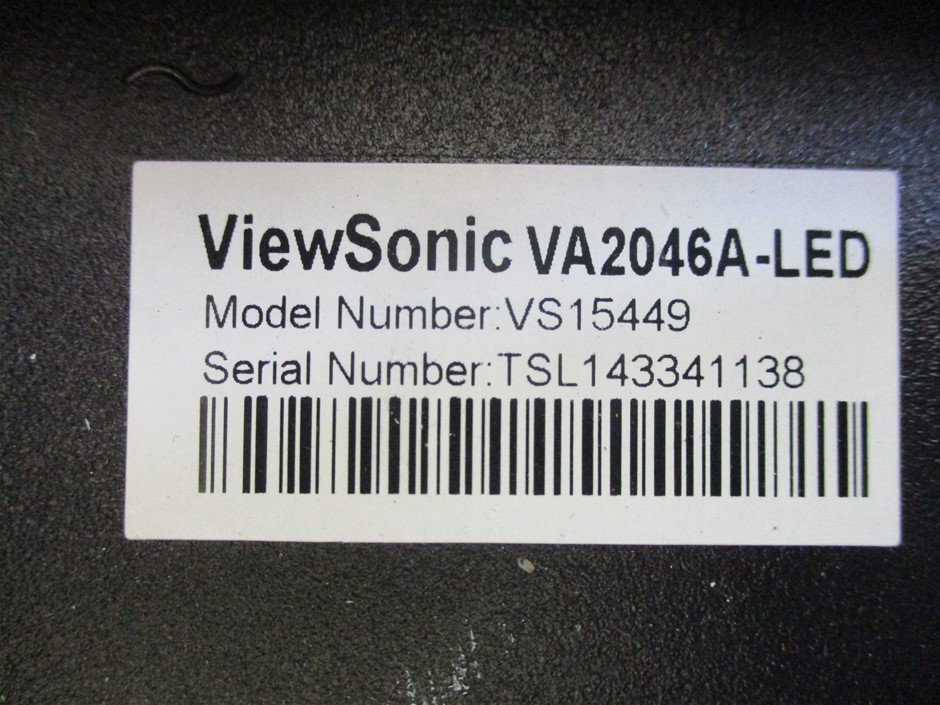 ViewSonic VA2046A-LED
Model Number:VS15449
Serial Number:TSL143341138